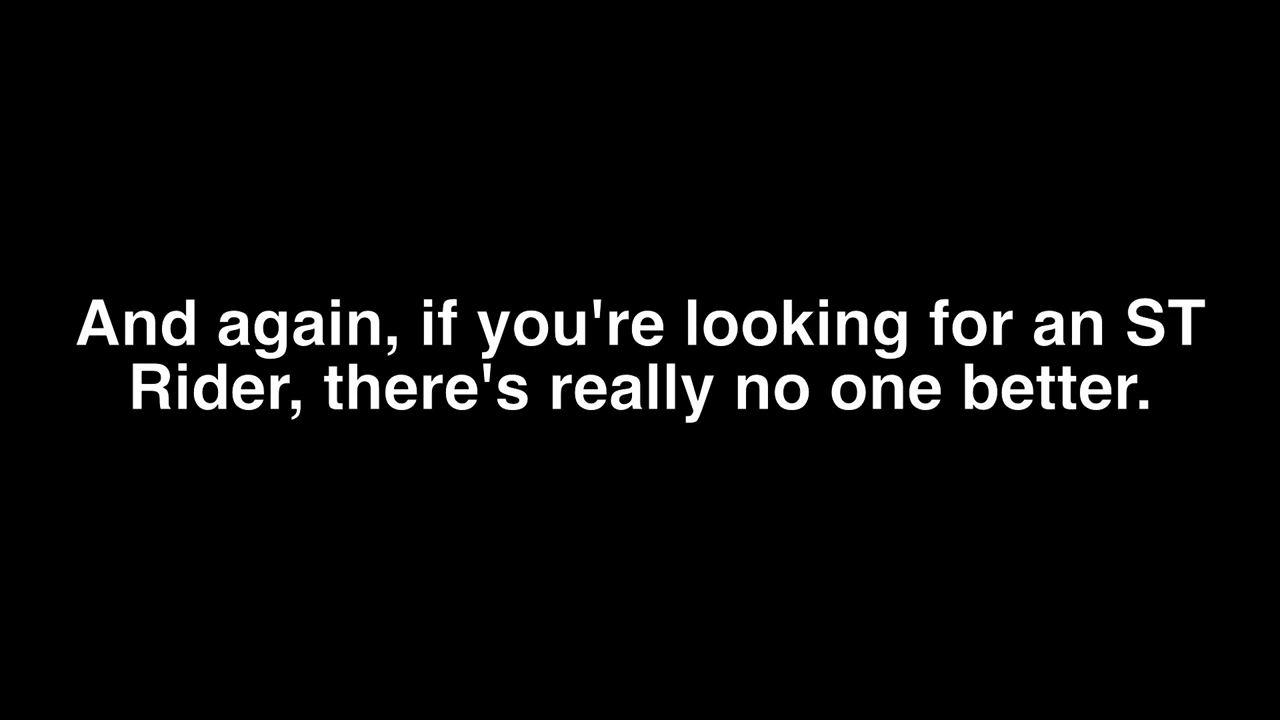 And again, if you're looking for an ST
Rider, there's really no one better.